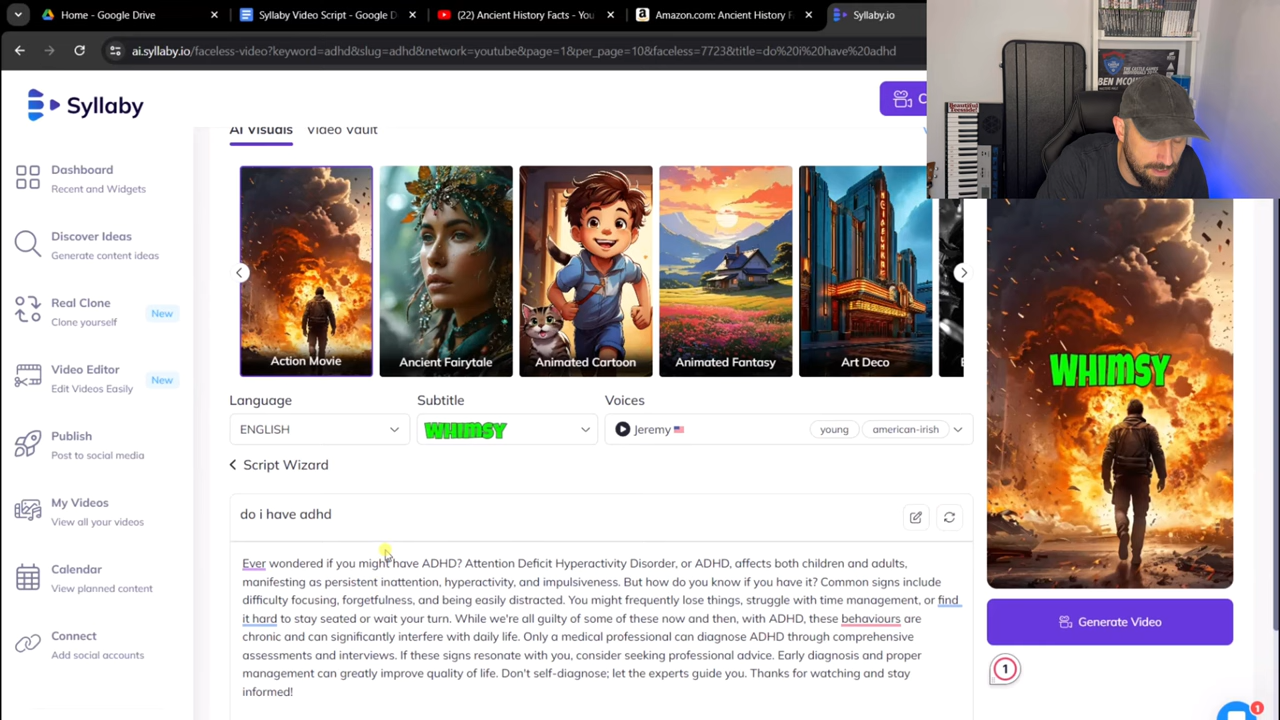 Home - Google Drive
Syllaby Video Script - Google D
(22) Ancient History Facts - You
Amazon.com: Ancient History F
Syllaby.io
ai.syllaby.io/faceless-video?keyword=adhd&slug=adhd&network=youtube&page=1&per_page=10&faceless=7723&title=do%20i%20have%20adhd
Syllaby
C
BEN MCQU
Beautiful
AI Visuals
Video Vault
Dashboard
Recent and Widgets
Discover Ideas
Generate content ideas
Real Clone
Clone yourself
New
Video Editor
Edit Videos Easily
New
Publish
Post to social media
My Videos
View all your videos
Calendar
View planned content
Connect
Add social accounts
Action Movie
Ancient Fairytale
Animated Cartoon
Animated Fantasy
Art Deco
Language
Subtitle
Voices
ENGLISH
WHIMSY
Jeremy
young
american-irish
Script Wizard
do i have adhd
Ever wondered if you might have ADHD? Attention Deficit Hyperactivity Disorder, or ADHD, affects both children and adults,
manifesting as persistent inattention, hyperactivity, and impulsiveness. But how do you know if you have it? Common signs include
difficulty focusing, forgetfulness, and being easily distracted. You might frequently lose things, struggle with time management, or find
it hard to stay seated or wait your turn. While we're all guilty of some of these now and then, with ADHD, these behaviours are
chronic and can significantly interfere with daily life. Only a medical professional can diagnose ADHD through comprehensive
assessments and interviews. If these signs resonate with you, consider seeking professional advice. Early diagnosis and proper
management can greatly improve quality of life. Don't self-diagnose; let the experts guide you. Thanks for watching and stay
informed!
WHIMSY
Generate Video
1
1